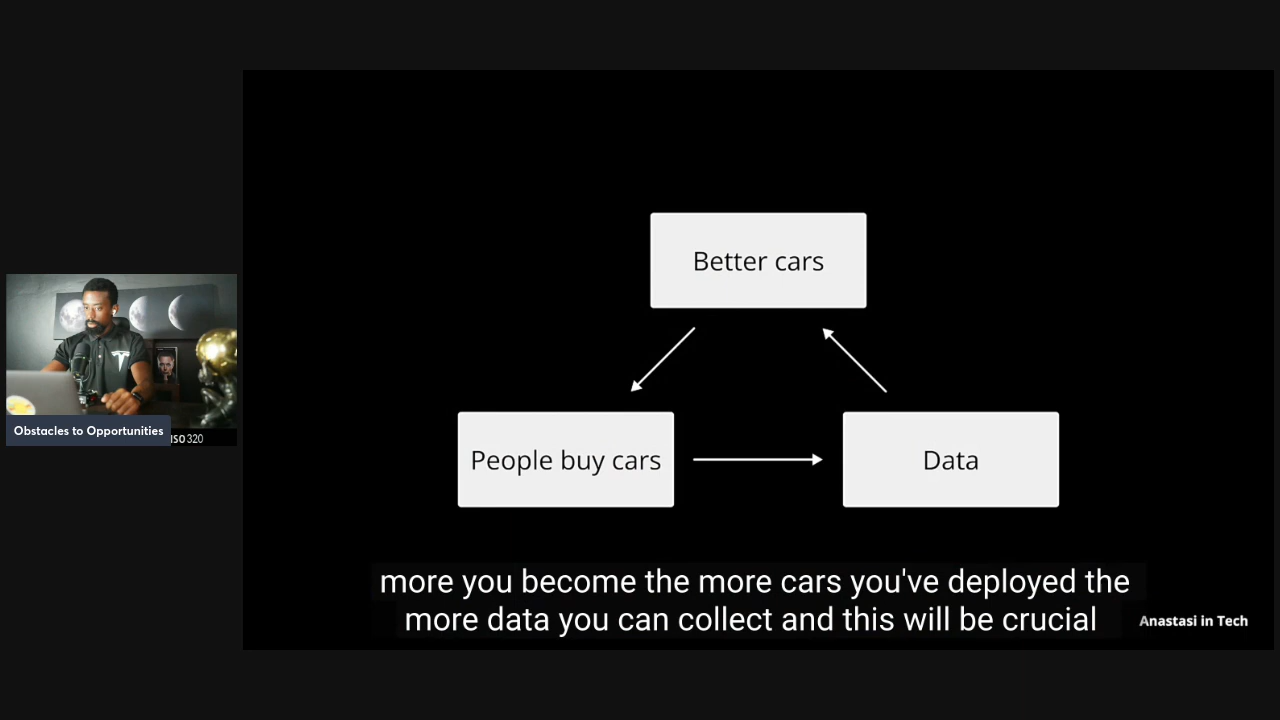 Better cars
People buy cars
Data
more you become the more cars you've deployed the
more data you can collect and this will be crucial
Anastasi in Tech
Obstacles to Opportunities
ISO 320